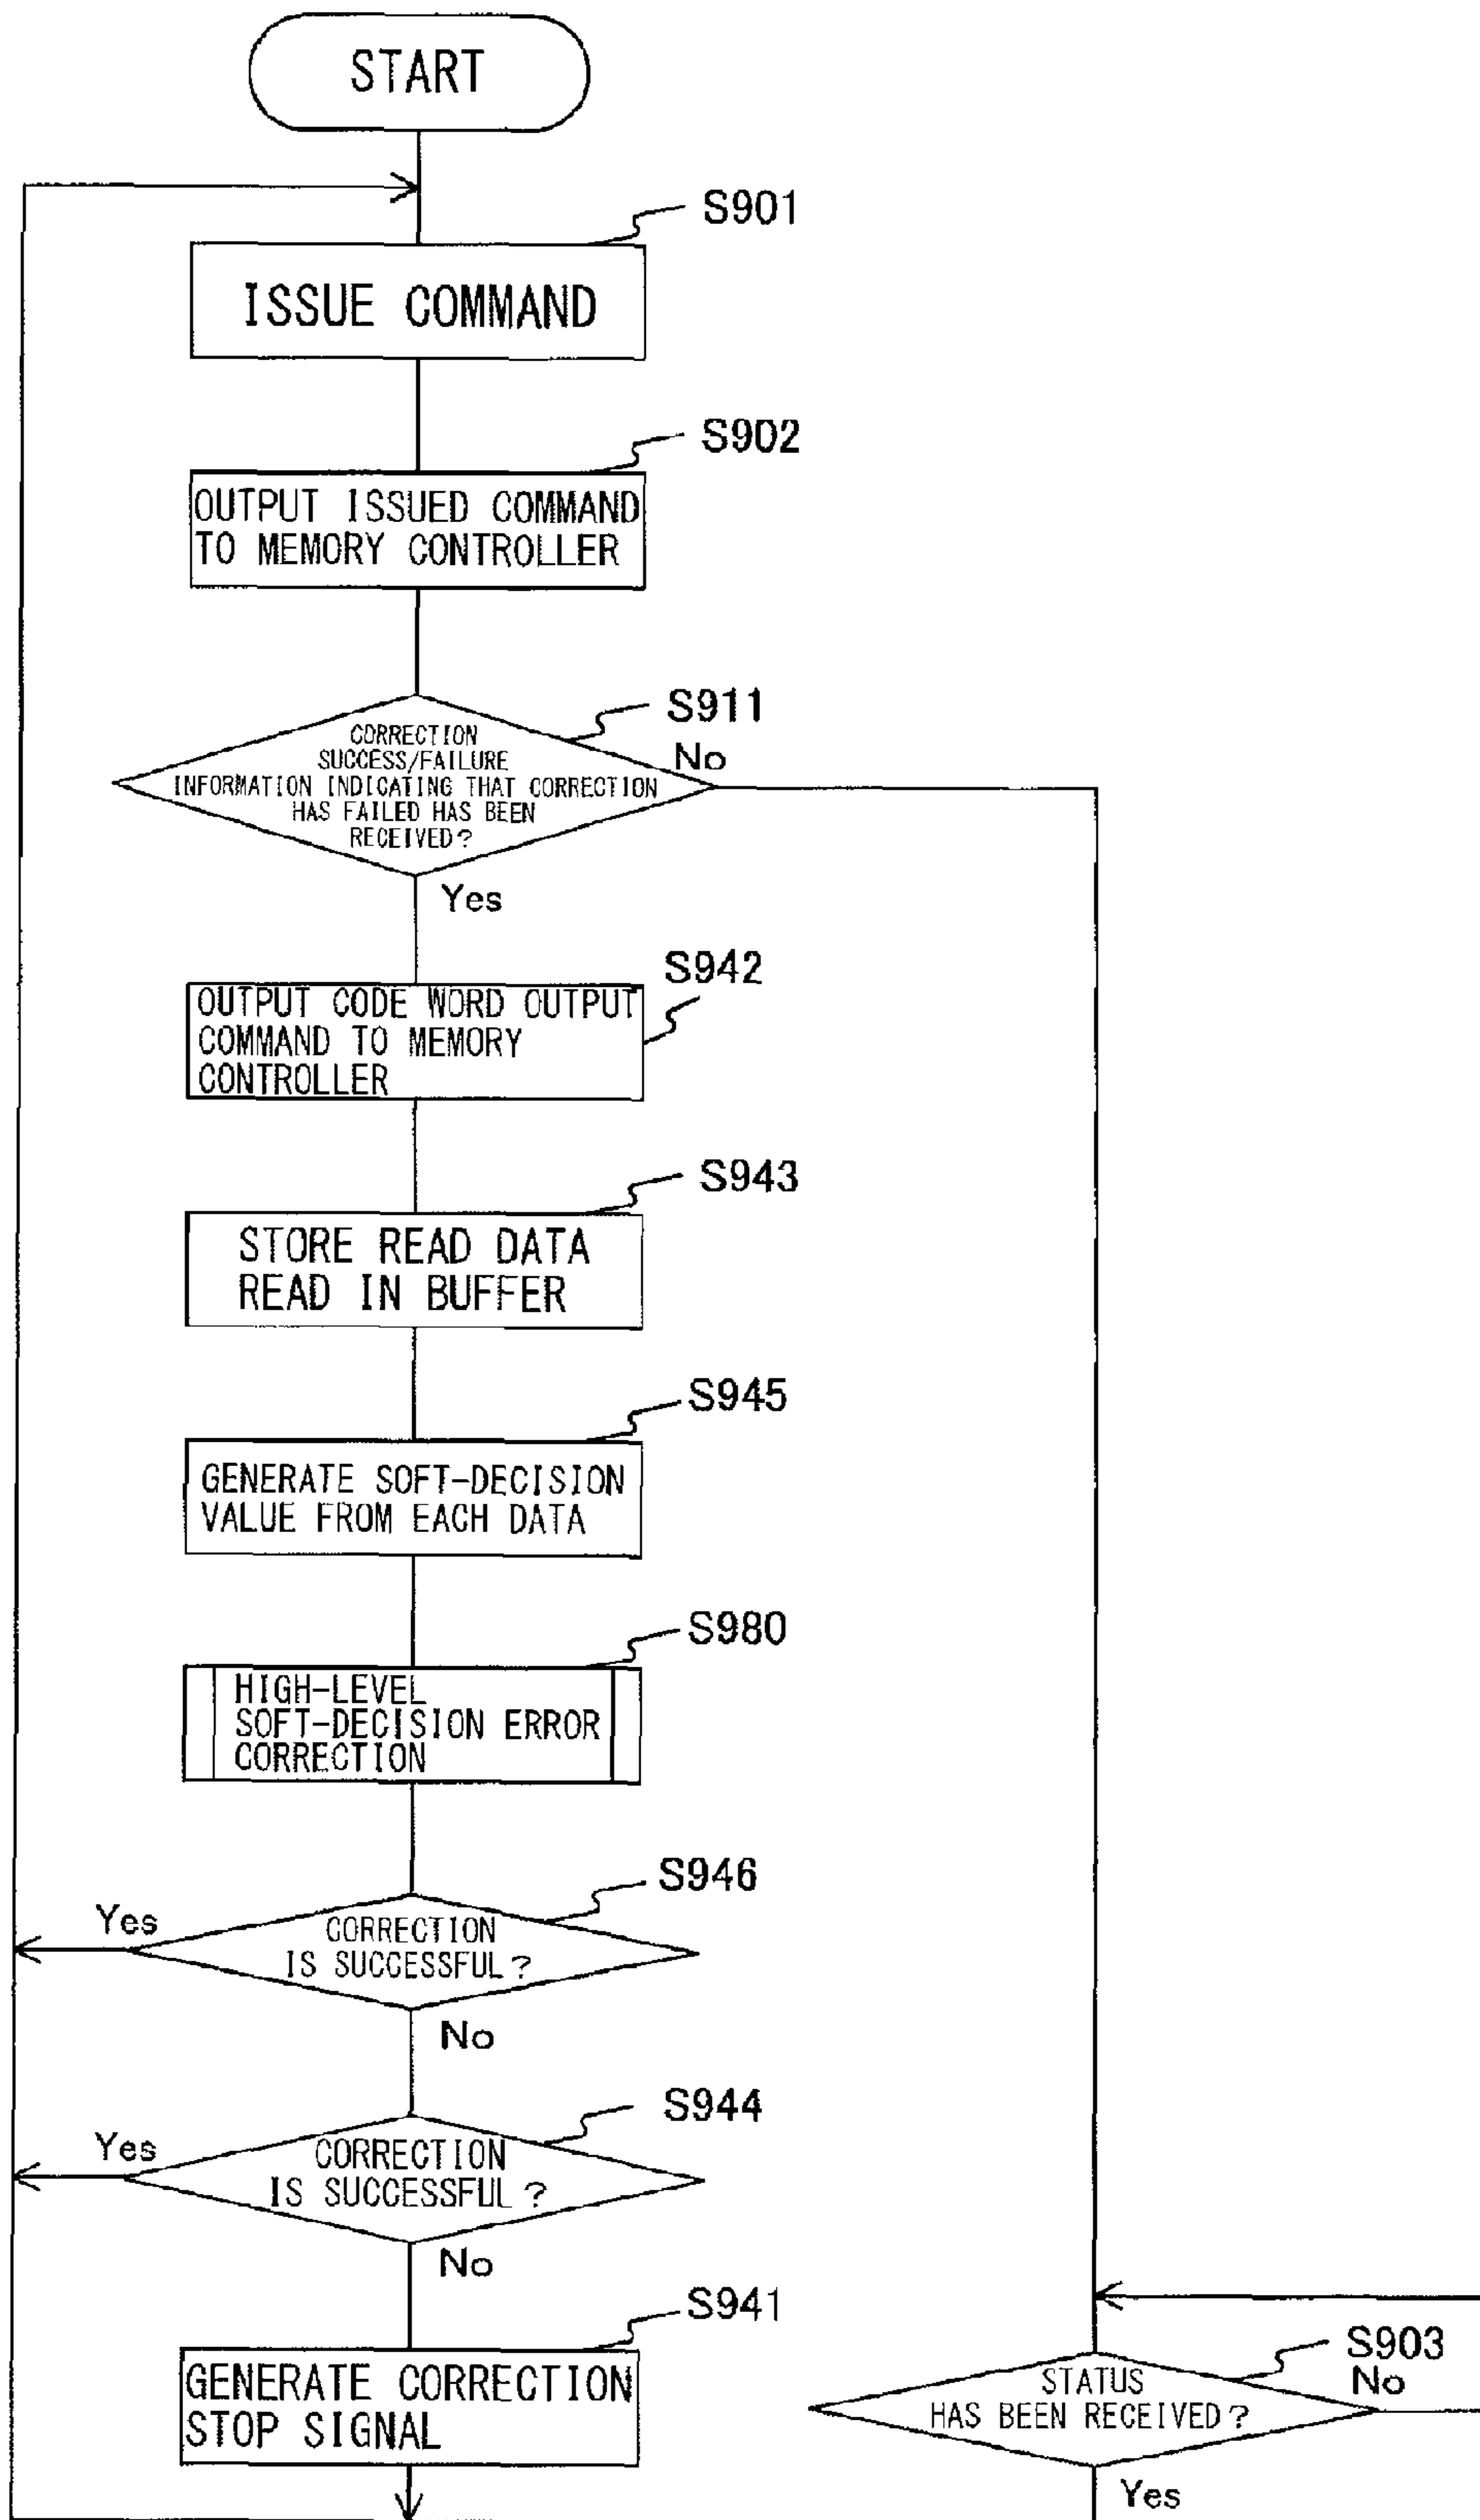 START
S901
ISSUE COMMAND
S902
OUTPUT ISSUED COMMAND
TO MEMORY CONTROLLER
S911
CORRECTION
SUCCESS/FAILURE
INFORMATION INDICATING THAT CORRECTION
HAS FAILED HAS BEEN
RECEIVED?
No
Yes
S942
OUTPUT CODE WORD OUTPUT
COMMAND TO MEMORY
CONTROLLER
S943
STORE READ DATA
READ IN BUFFER
S945
GENERATE SOFT-DECISION
VALUE FROM EACH DATA
S980
HIGH-LEVEL
SOFT-DECISION ERROR
CORRECTION
S946
Yes
CORRECTION
IS SUCCESSFUL?
No
S944
Yes
CORRECTION
IS SUCCESSFUL?
No
S941
GENERATE CORRECTION
STOP SIGNAL
S903
STATUS
HAS BEEN RECEIVED?
No
Yes